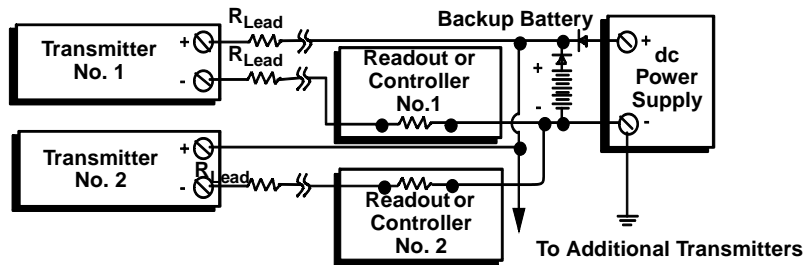 R Lead
Backup Battery
Transmitter
No. 1
+
-
R Lead
Readout or
Controller
No.1
+
-
+
-
dc
Power
Supply
Transmitter
No. 2
+
-
R Lead
Readout or
Controller
No. 2
To Additional Transmitters